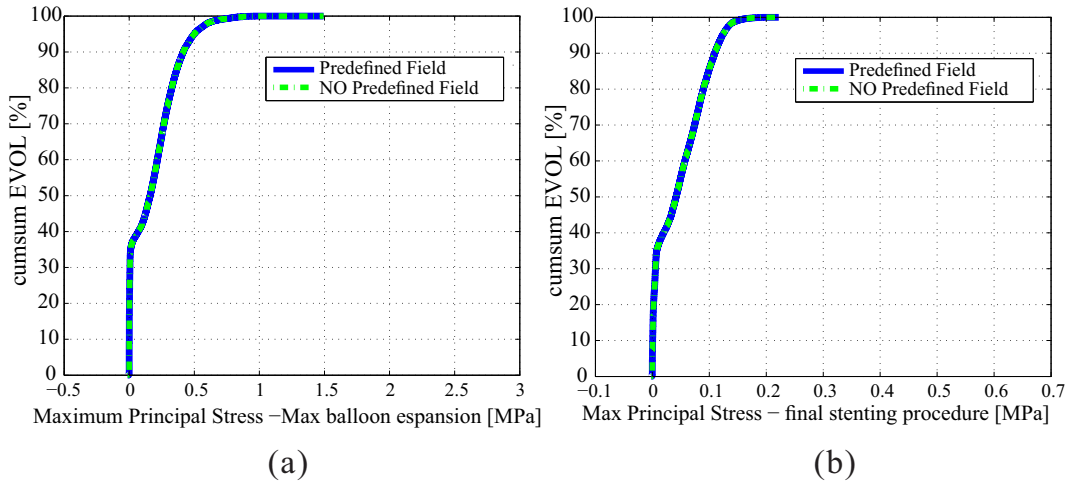 100
90
80
70
60
50
40
30
20
10
0
cumsum EVOL [%]
Predefined Field
NO Predefined Field
−0.5 0 0.5 1 1.5 2 2.5 3
Maximum Principal Stress −Max balloon espansion [MPa]
(a)
100
90
80
70
60
50
40
30
20
10
0
cumsum EVOL [%]
Predefined Field
NO Predefined Field
−0.1 0 0.1 0.2 0.3 0.4 0.5 0.6 0.7
Max Principal Stress − final stenting procedure [MPa]
(b)